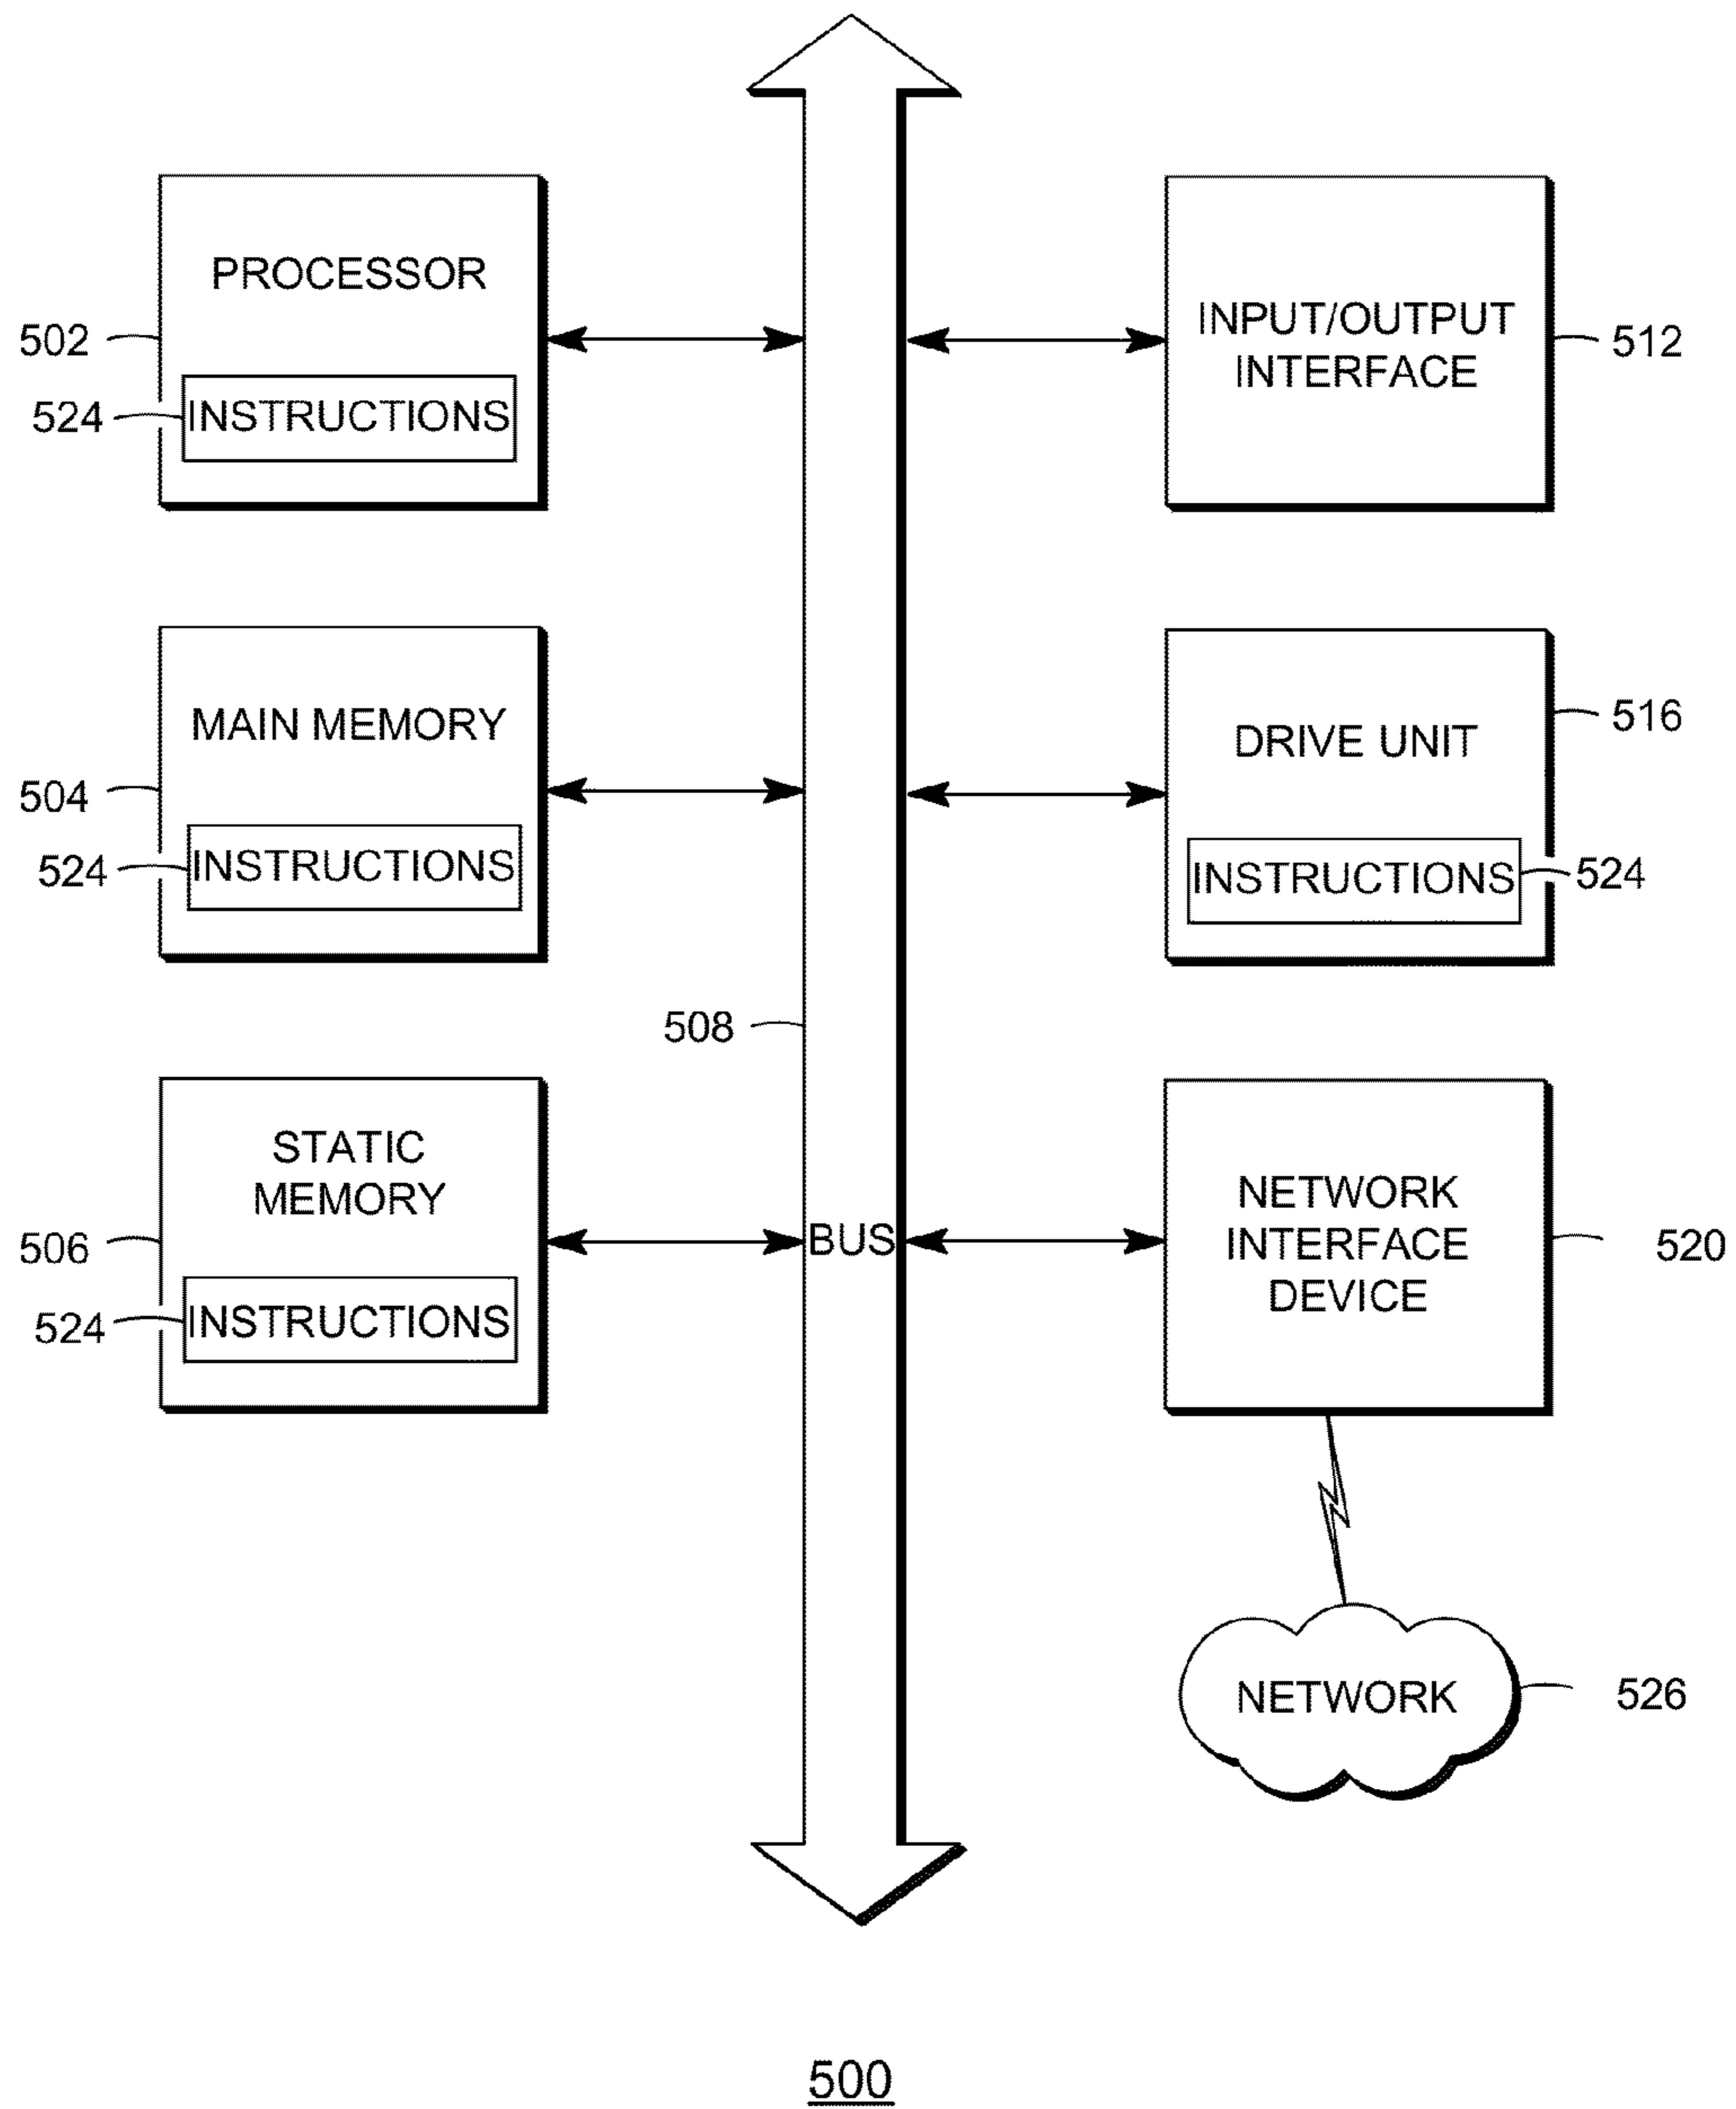 PROCESSOR
502
524
INSTRUCTIONS
INPUT/OUTPUT
INTERFACE
512
MAIN MEMORY
504
524
INSTRUCTIONS
DRIVE UNIT
516
INSTRUCTIONS
524
508
STATIC
MEMORY
506
524
INSTRUCTIONS
BUS
NETWORK
INTERFACE
DEVICE
520
NETWORK
526
500